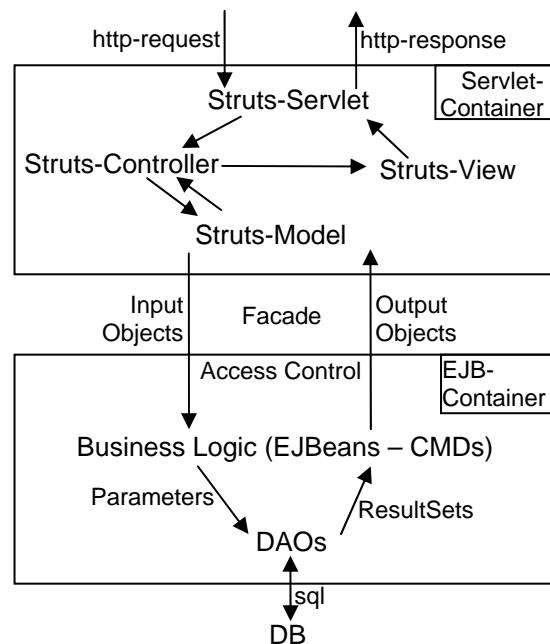 http-request
http-response
Servlet-
Container
Struts-Servlet
Struts-Controller
Struts-View
Struts-Model
Input
Objects
Facade
Output
Objects
Access Control
EJB-
Container
Business Logic (EJBeans – CMDs)
Parameters
ResultSets
DAOs
sql
DB